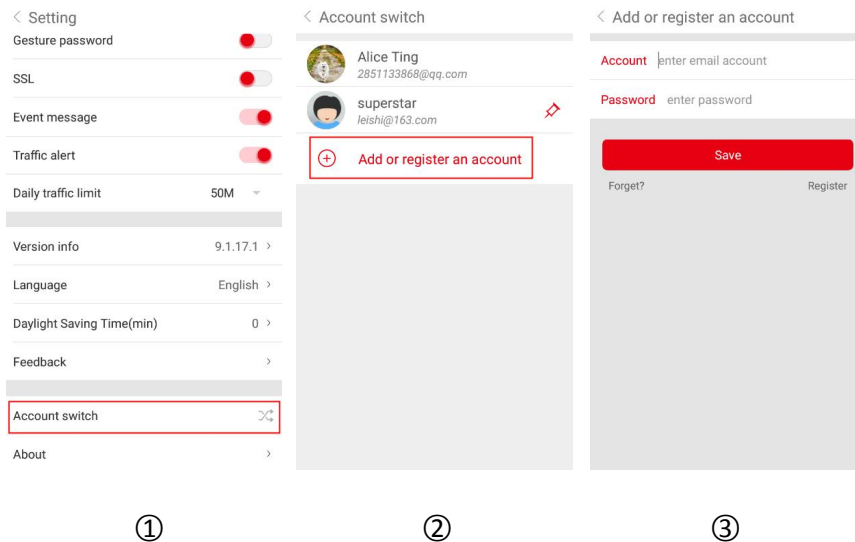 Setting
Gesture password
SSL
Event message
Traffic alert
Daily traffic limit 50M
Version info 9.1.17.1
Language English
Daylight Saving Time(min) 0
Feedback
Account switch
About
①
Account switch
Alice Ting
2851133868@qq.com
superstar
leishi@163.com
Add or register an account
②
Add or register an account
Account enter email account
Password enter password
Save
Forget? Register
③